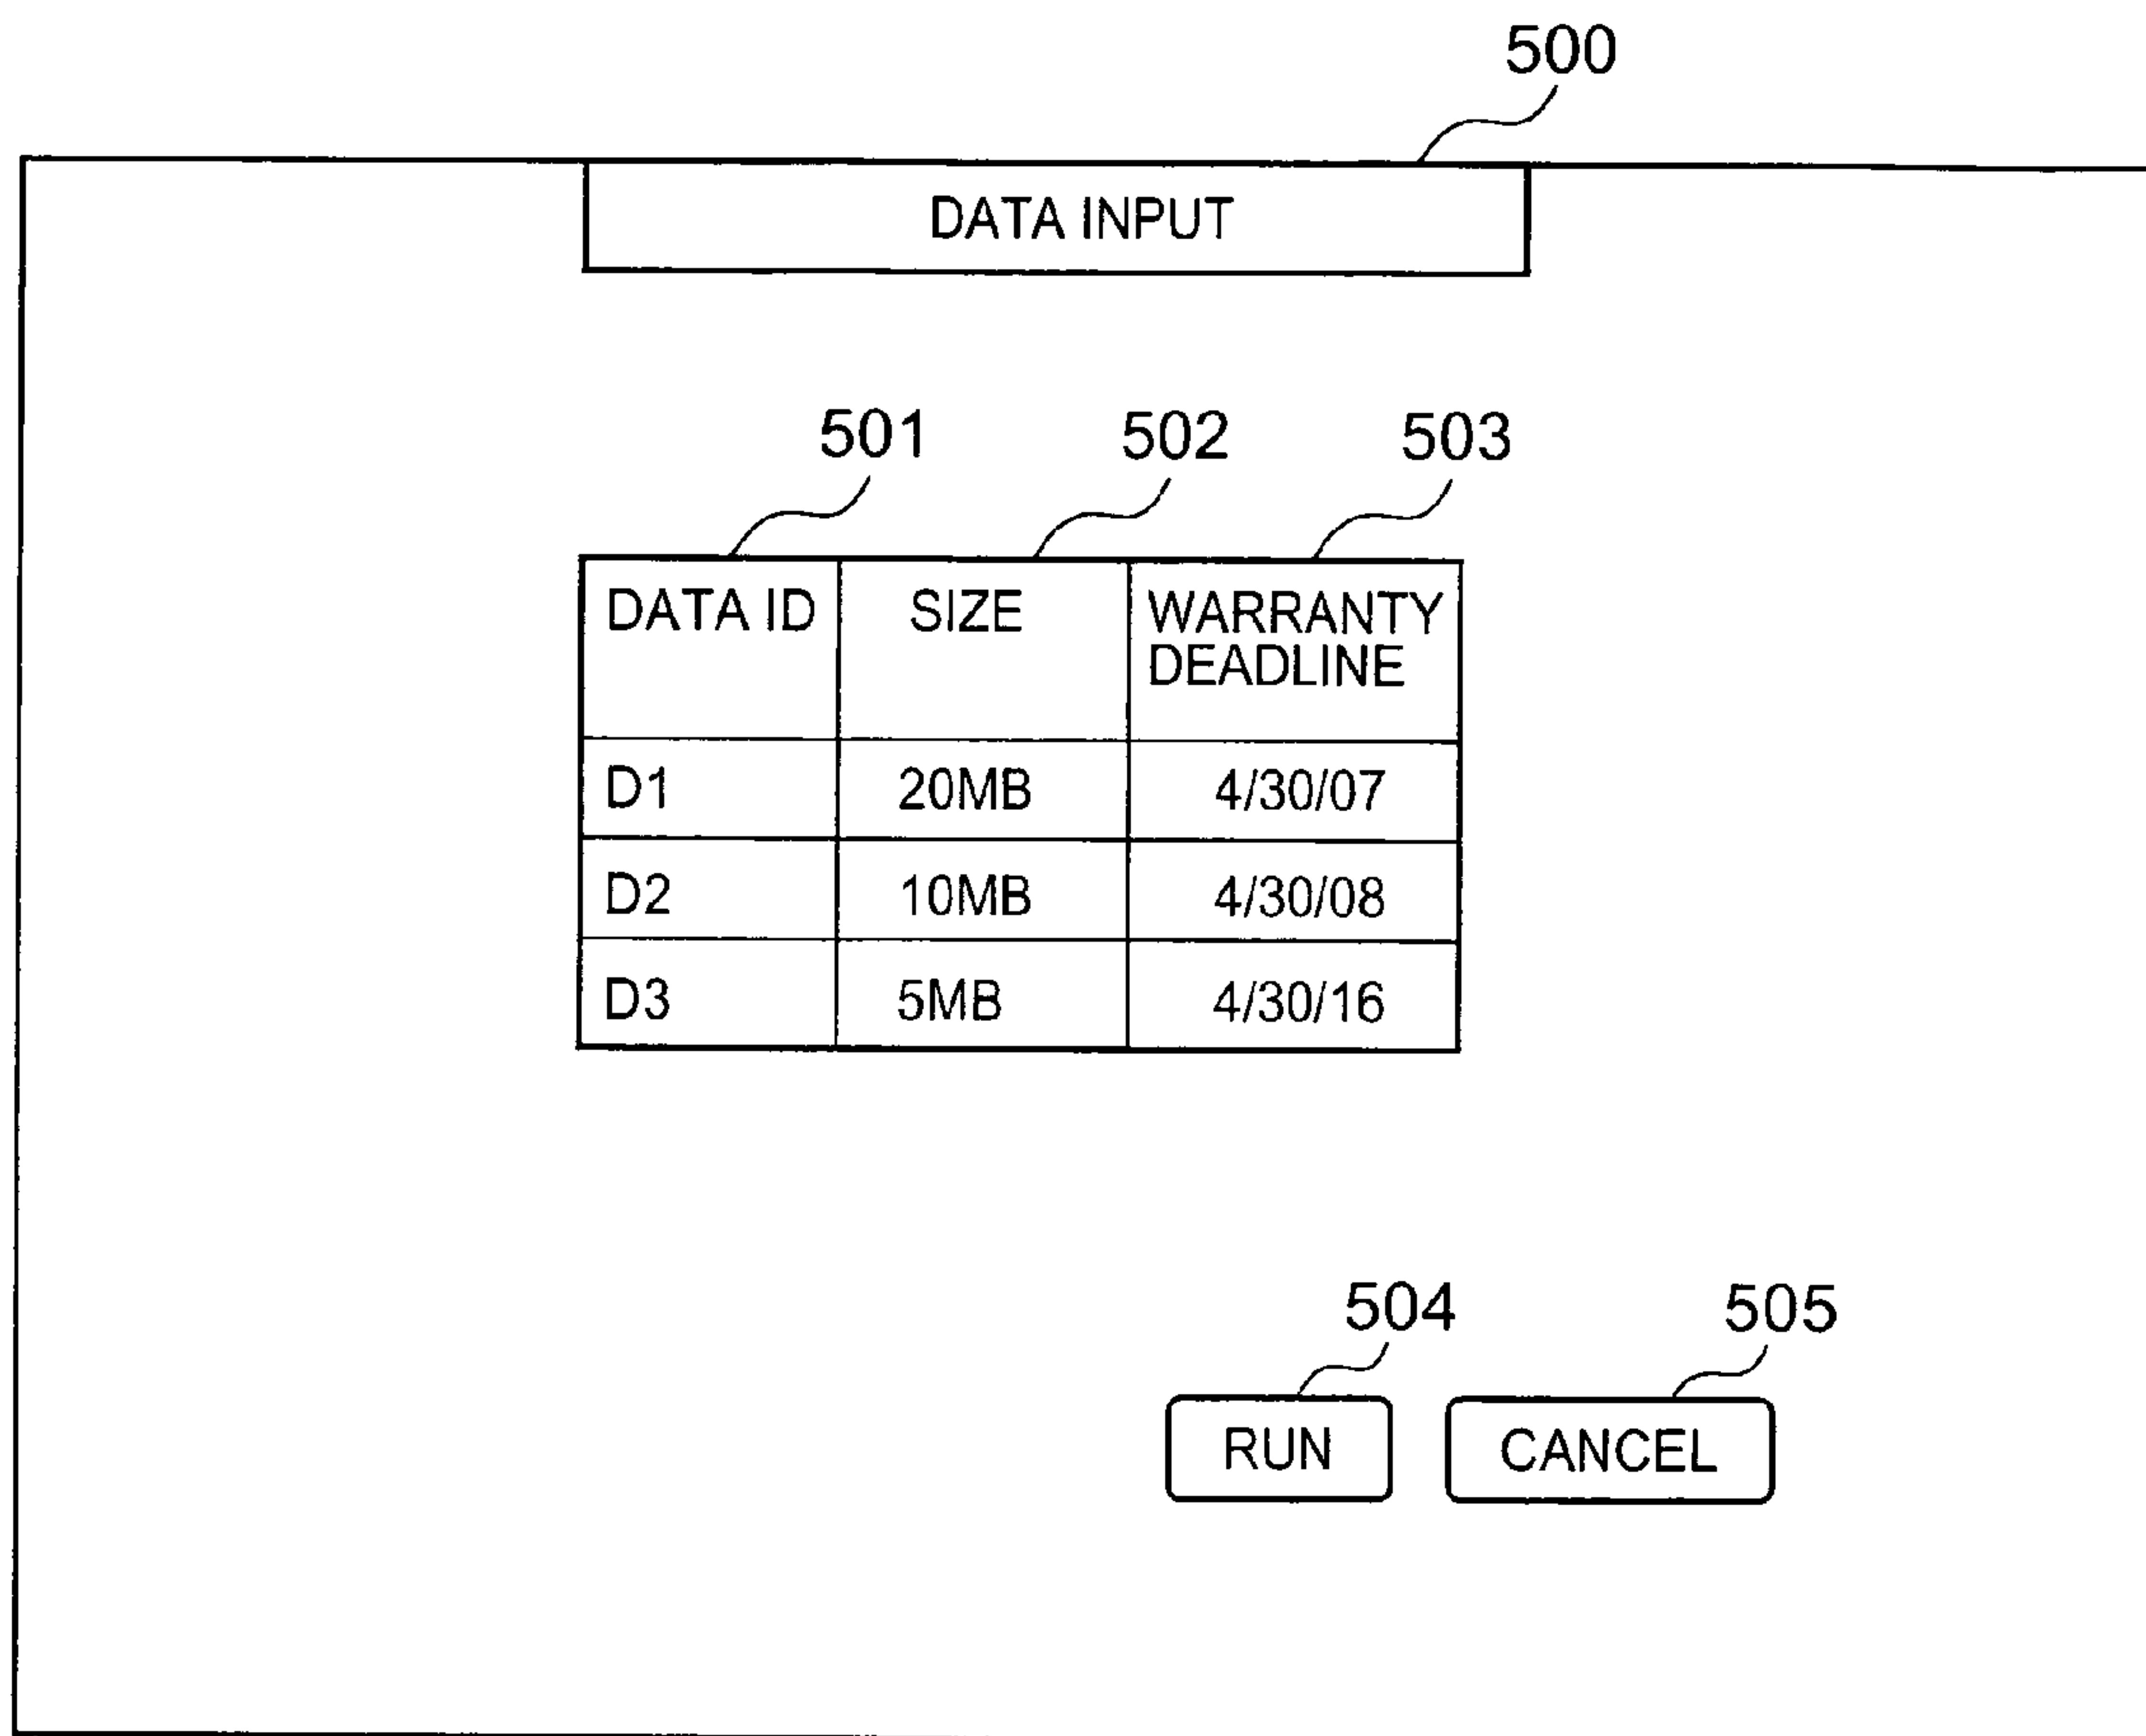 500
DATA INPUT
501 502 503
DATA ID SIZE WARRANTY
DEADLINE
D1 20MB 4/30/07
D2 10MB 4/30/08
D3 5MB 4/30/16
504 505
RUN CANCEL